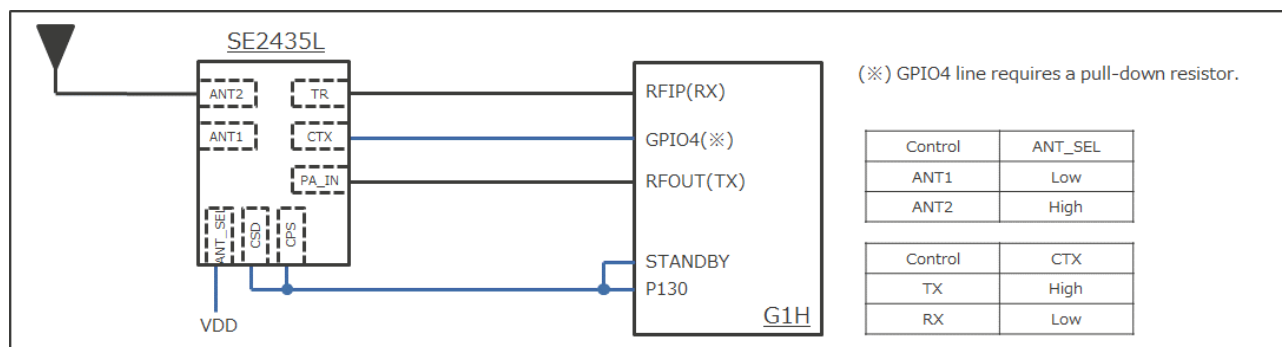 SE2435L
(※) GPIO4 line requires a pull-down resistor.
ANT2
TR
RFIP(RX)
ANT1
CTX
GPIO4(※)
PA_IN
RFOUT(TX)
ANT_SEL
CSD
CPS
STANDBY
P130
VDD
G1H
Control ANT_SEL
ANT1 Low
ANT2 High
Control CTX
TX High
RX Low